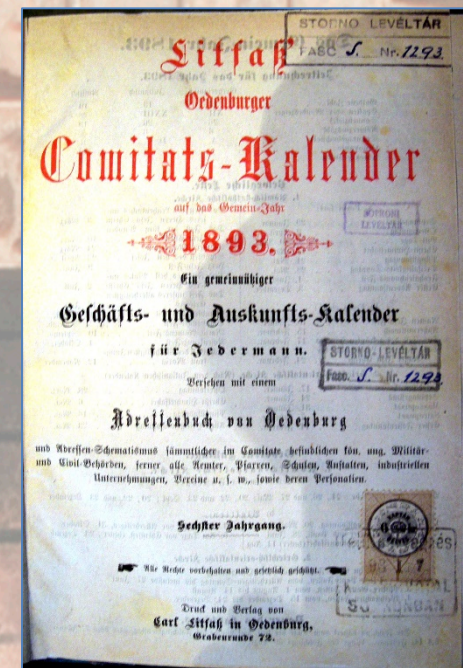 STORNO LEVÉLTÁR
FASC S. Nr. 1293
Litfaß
Oedenburger
Comitats-Kalender
auf das Gemein-Jahr
1893.
Ein gemeinnütziger
Geschäfts- und Auskunfts-Kalender
für Jedermann.
SOPRONI
LEVÉLTÁR
STORNO-LEVÉLTÁR
Fasc. S. Nr. 1293
Versehen mit einem
Adressenbuch von Oedenburg
und Adressen-Schematismus sämmtlicher im Comitate befindlichen kön. ung. Militär-
und Civil-Behörden, ferner alle Aemter, Pfarren, Schulen, Anstalten, industriellen
Unternehmungen, Vereine u. s. w., sowie deren Personalien.
Sechster Jahrgang.
Alle Rechte vorbehalten und gesetzlich geschützt.
Druck und Verlag von
Carl Litfaß in Oedenburg,
Grabenrunde 72.